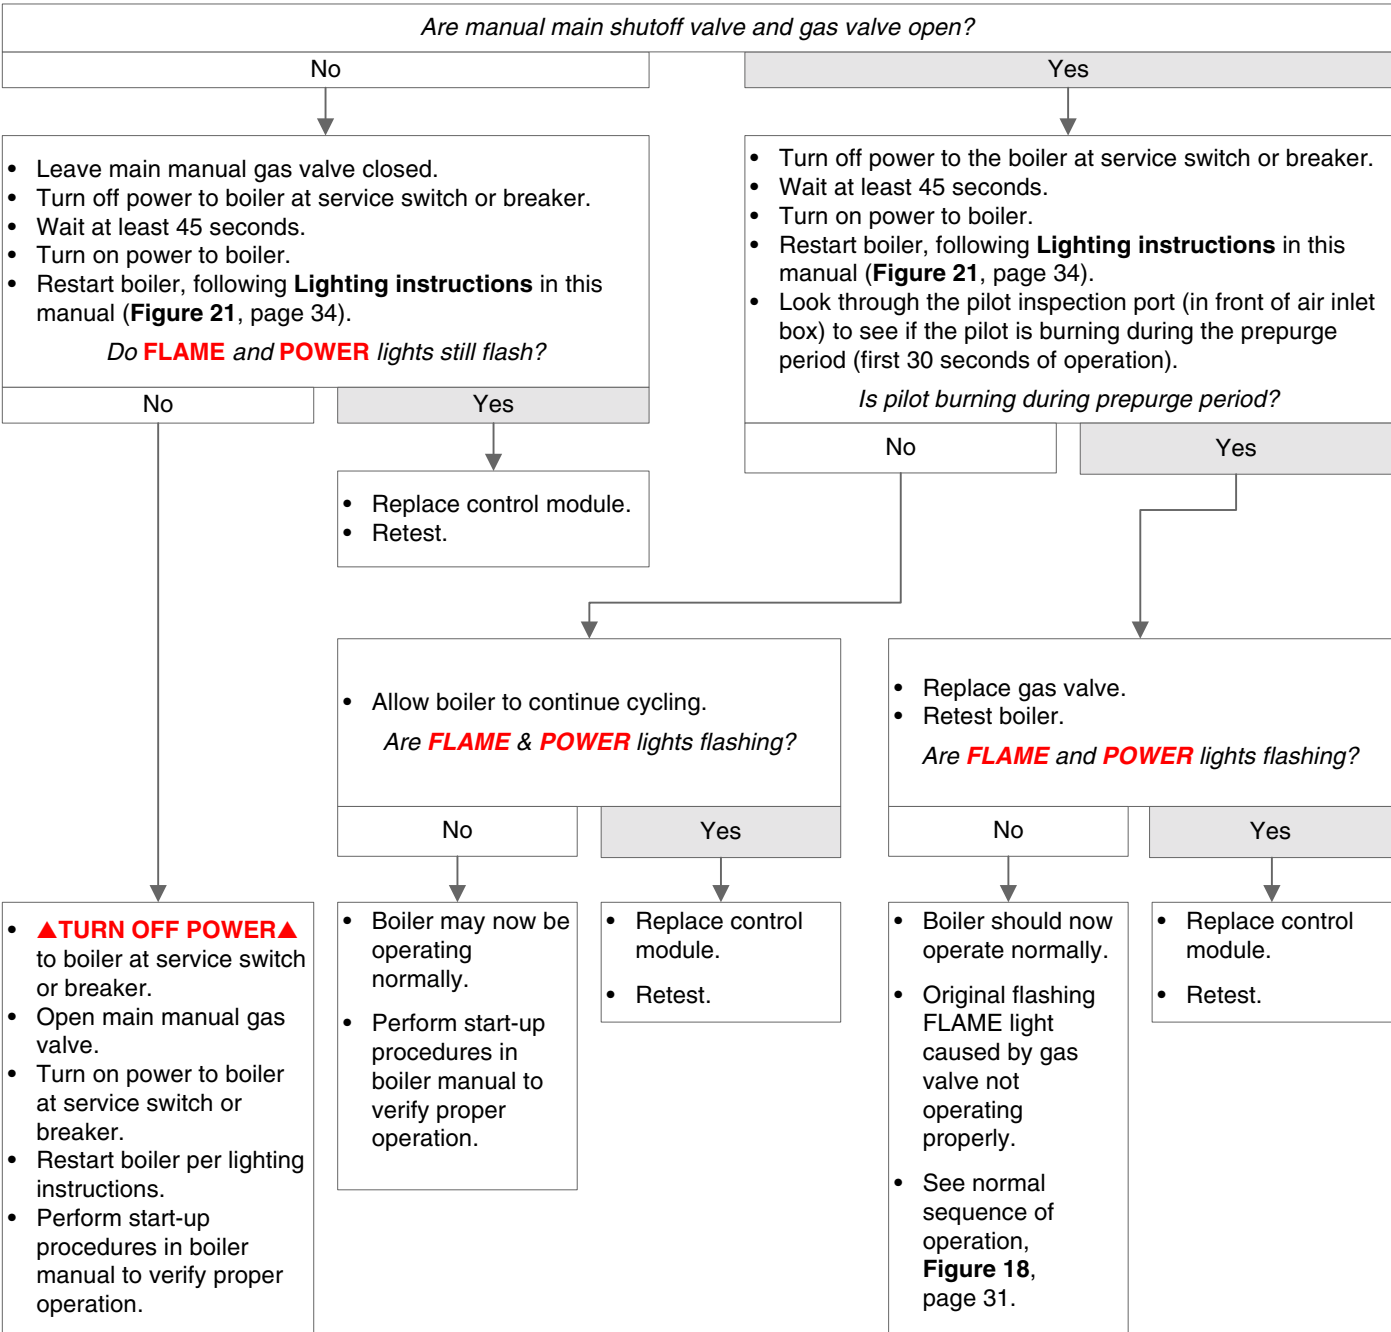 Are manual main shutoff valve and gas valve open?
No
Yes
• Leave main manual gas valve closed.
• Turn off power to boiler at service switch or breaker.
• Wait at least 45 seconds.
• Turn on power to boiler.
• Restart boiler, following Lighting instructions in this
manual (Figure 21, page 34).
Do FLAME and POWER lights still flash?
No
Yes
• Turn off power to the boiler at service switch or breaker.
• Wait at least 45 seconds.
• Turn on power to boiler.
• Restart boiler, following Lighting instructions in this
manual (Figure 21, page 34).
• Look through the pilot inspection port (in front of air inlet
box) to see if the pilot is burning during the prepurge
period (first 30 seconds of operation).
Is pilot burning during prepurge period?
No
Yes
• Replace control module.
• Retest.
• Allow boiler to continue cycling.
Are FLAME & POWER lights flashing?
No
Yes
• Replace gas valve.
• Retest boiler.
Are FLAME and POWER lights flashing?
No
Yes
• ▲TURN OFF POWER▲
to boiler at service switch
or breaker.
• Open main manual gas
valve.
• Turn on power to boiler
at service switch or
breaker.
• Restart boiler per lighting
instructions.
• Perform start-up
procedures in boiler
manual to verify proper
operation.
• Boiler may now be
operating
normally.
• Perform start-up
procedures in
boiler manual to
verify proper
operation.
• Replace control
module.
• Retest.
• Boiler should now
operate normally.
• Original flashing
FLAME light
caused by gas
valve not
operating
properly.
• See normal
sequence of
operation,
Figure 18,
page 31.
• Replace control
module.
• Retest.